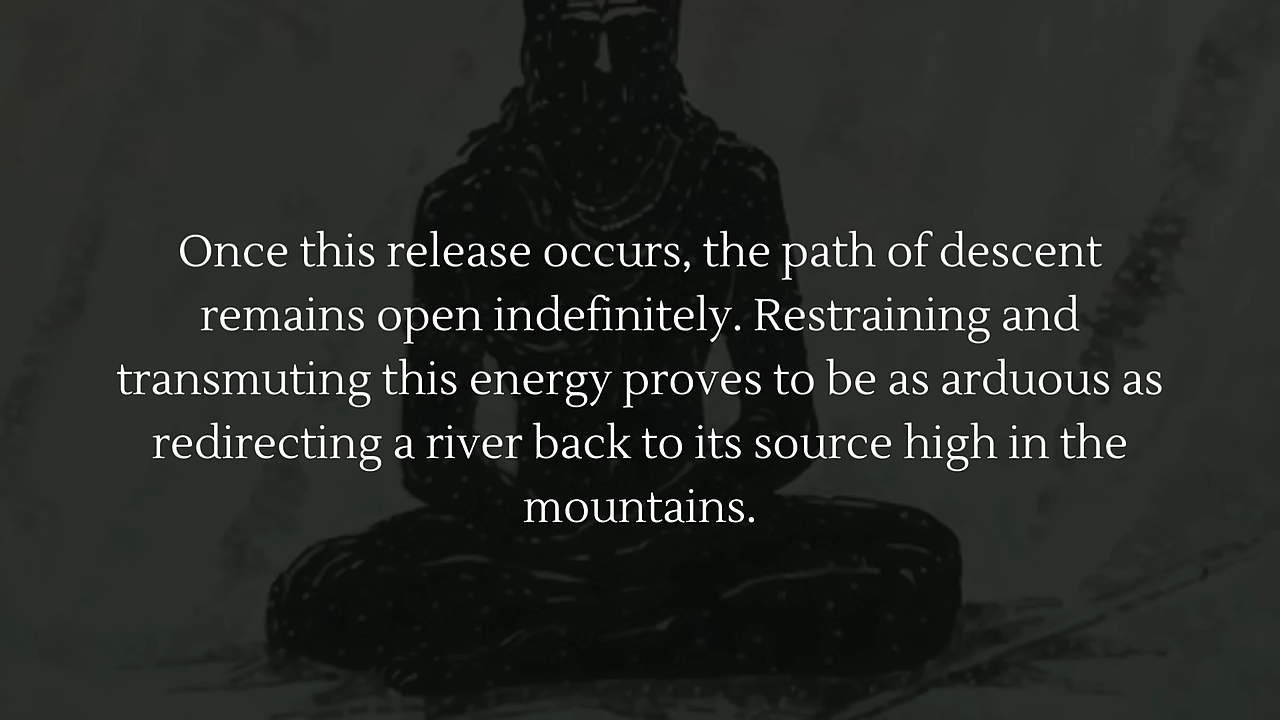 Once this release occurs, the path of descent
remains open indefinitely. Restraining and
transmuting this energy proves to be as arduous as
redirecting a river back to its source high in the
mountains.